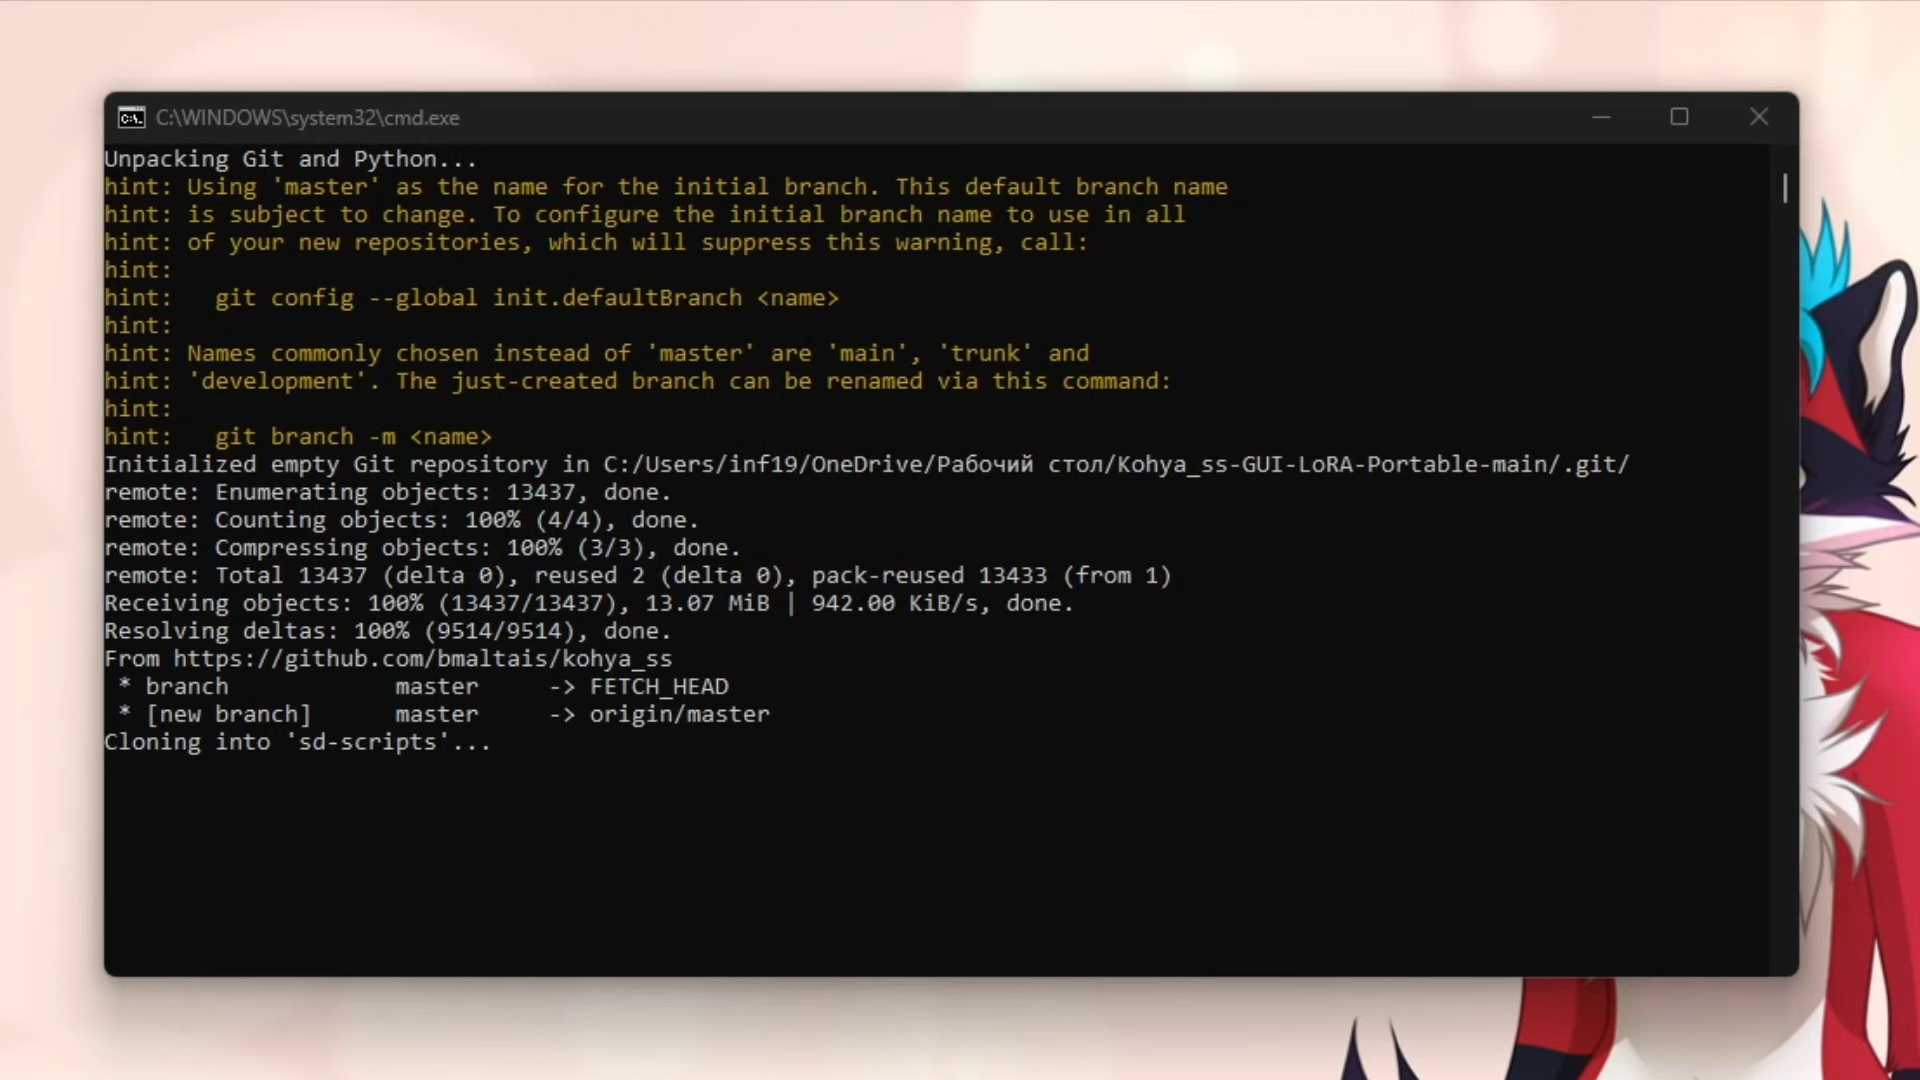 C:\WINDOWS\system32\cmd.exe
Unpacking Git and Python...
hint: Using 'master' as the name for the initial branch. This default branch name
hint: is subject to change. To configure the initial branch name to use in all
hint: of your new repositories, which will suppress this warning, call:
hint:
hint:   git config --global init.defaultBranch <name>
hint:
hint: Names commonly chosen instead of 'master' are 'main', 'trunk' and
hint: 'development'. The just-created branch can be renamed via this command:
hint:
hint:   git branch -m <name>
Initialized empty Git repository in C:/Users/inf19/OneDrive/Рабочий стол/Kohya_ss-GUI-LoRA-Portable-main/.git/
remote: Enumerating objects: 13437, done.
remote: Counting objects: 100% (4/4), done.
remote: Compressing objects: 100% (3/3), done.
remote: Total 13437 (delta 0), reused 2 (delta 0), pack-reused 13433 (from 1)
Receiving objects: 100% (13437/13437), 13.07 MiB | 942.00 KiB/s, done.
Resolving deltas: 100% (9514/9514), done.
From https://github.com/bmaltais/kohya_ss
 * branch            master     -> FETCH_HEAD
 * [new branch]      master     -> origin/master
Cloning into 'sd-scripts'...